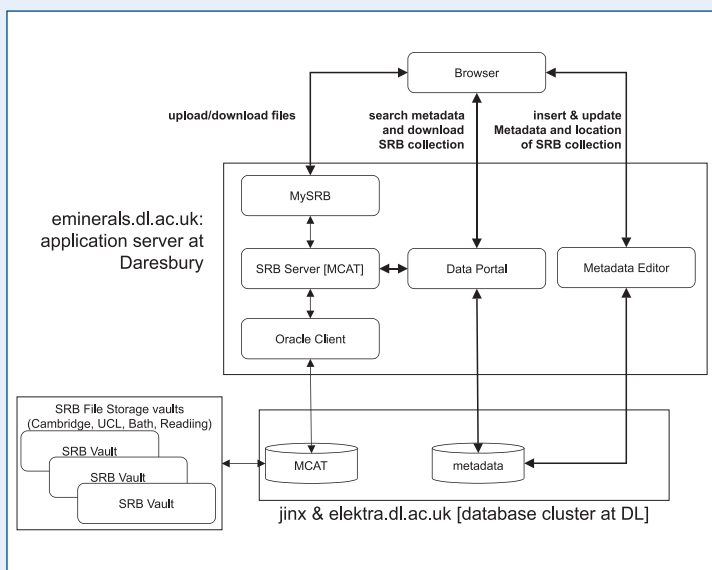 Browser
upload/download files
search metadata
and download
SRB collection
insert & update
Metadata and location
of SRB collection
eminerals.dl.ac.uk:
application server at
Daresbury
MySRB
SRB Server [MCAT]
Data Portal
Metadata Editor
Oracle Client
SRB File Storage vaults
(Cambridge, UCL, Bath, Readiing)
SRB Vault
SRB Vault
SRB Vault
MCAT
metadata
jinx & elektra.dl.ac.uk [database cluster at DL]